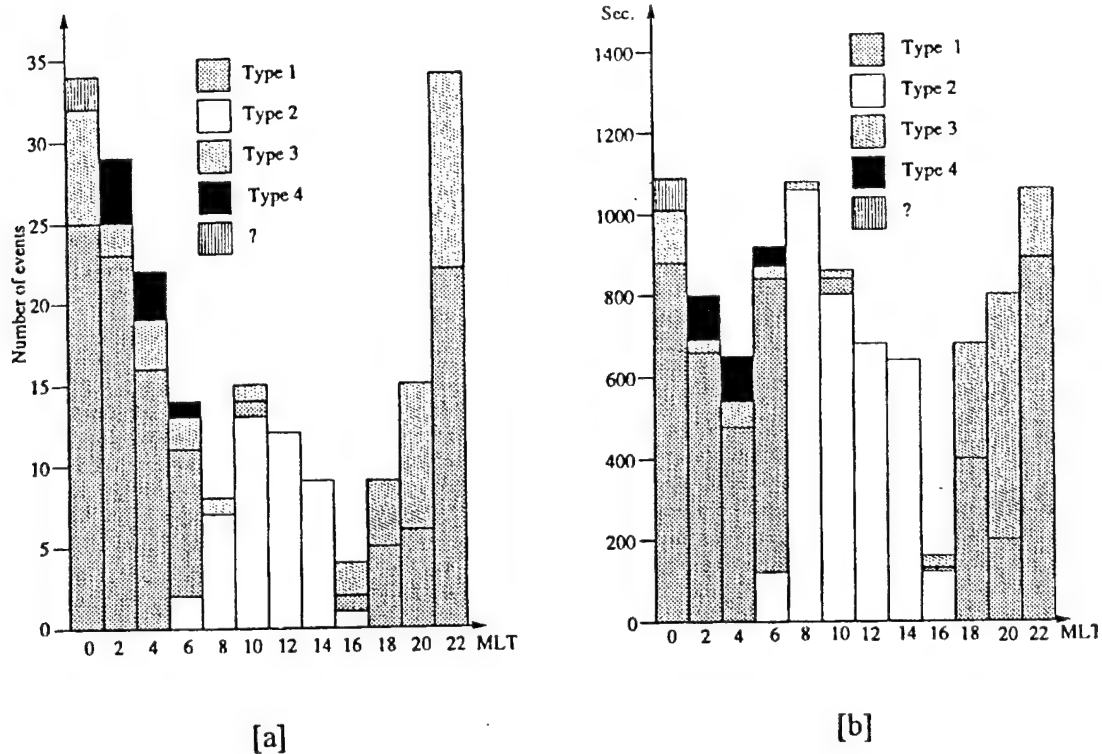 Number of events
35
30
25
20
15
10
5
0
Type 1
Type 2
Type 3
Type 4
?
0 2 4 6 8 10 12 14 16 18 20 22 MLT
[a]
Sec.
1400
1200
1000
800
600
400
200
0
Type 1
Type 2
Type 3
Type 4
?
0 2 4 6 8 10 12 14 16 18 20 22 MLT
[b]